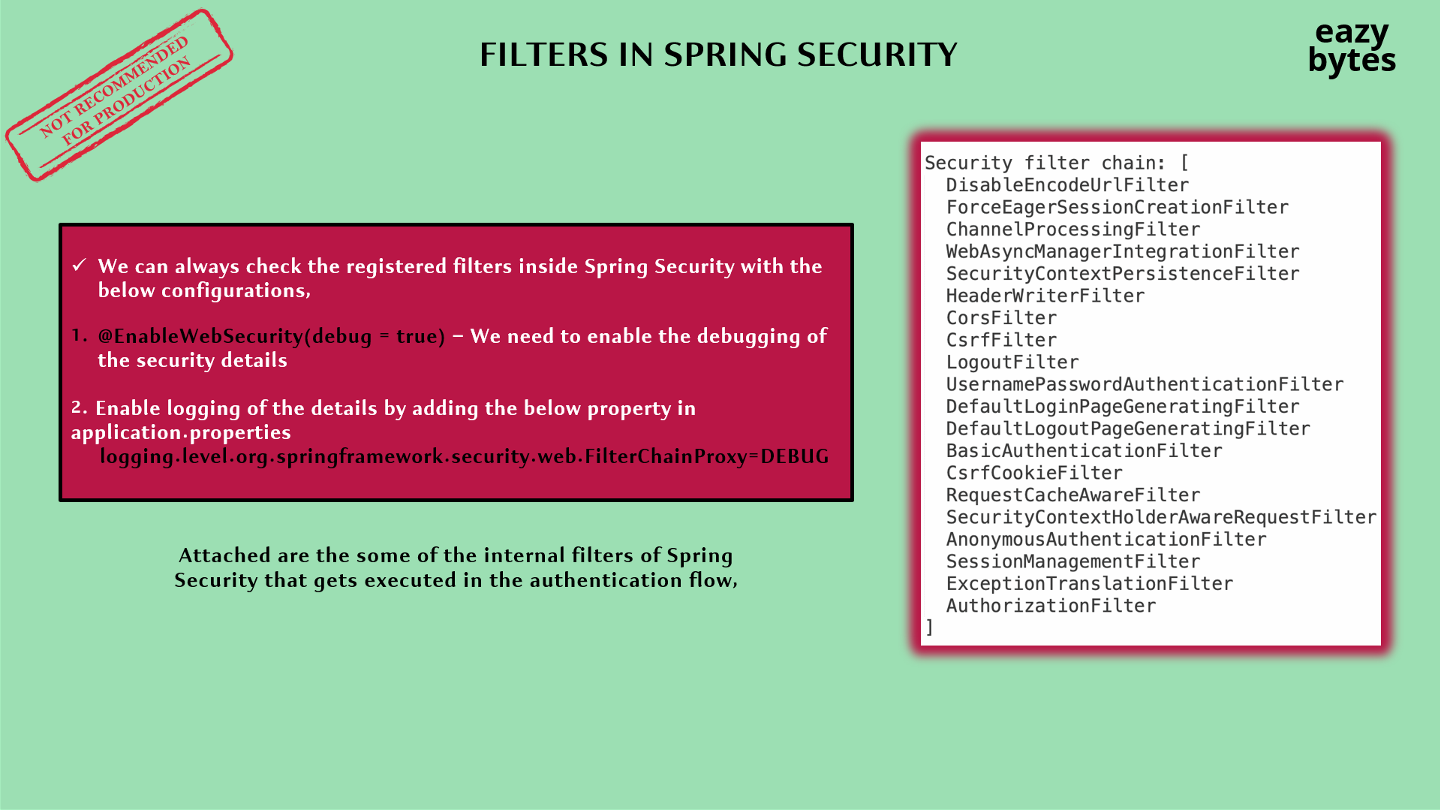 NOT RECOMMENDED
FOR PRODUCTION
FILTERS IN SPRING SECURITY
eazy
bytes
✓ We can always check the registered filters inside Spring Security with the
below configurations,
1. @EnableWebSecurity(debug = true) – We need to enable the debugging of
the security details
2. Enable logging of the details by adding the below property in
application.properties
logging.level.org.springframework.security.web.FilterChainProxy=DEBUG
Attached are the some of the internal filters of Spring
Security that gets executed in the authentication flow,
Security filter chain: [
DisableEncodeUrlFilter
ForceEagerSessionCreationFilter
ChannelProcessingFilter
WebAsyncManagerIntegrationFilter
SecurityContextPersistenceFilter
HeaderWriterFilter
CorsFilter
CsrfFilter
LogoutFilter
UsernamePasswordAuthenticationFilter
DefaultLoginPageGeneratingFilter
DefaultLogoutPageGeneratingFilter
BasicAuthenticationFilter
CsrfCookieFilter
RequestCacheAwareFilter
SecurityContextHolderAwareRequestFilter
AnonymousAuthenticationFilter
SessionManagementFilter
ExceptionTranslationFilter
AuthorizationFilter
]